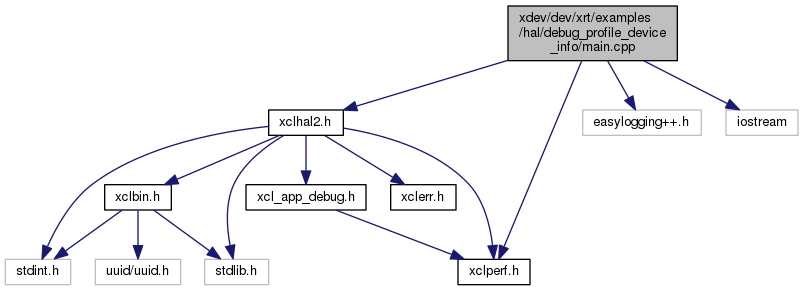 xdev/dev/xrt/examples
/hal/debug_profile_device
_info/main.cpp
xclhal2.h
easylogging++.h
iostream
xclbin.h
xcl_app_debug.h
xclerr.h
stdint.h
uuid/uuid.h
stdlib.h
xclperf.h